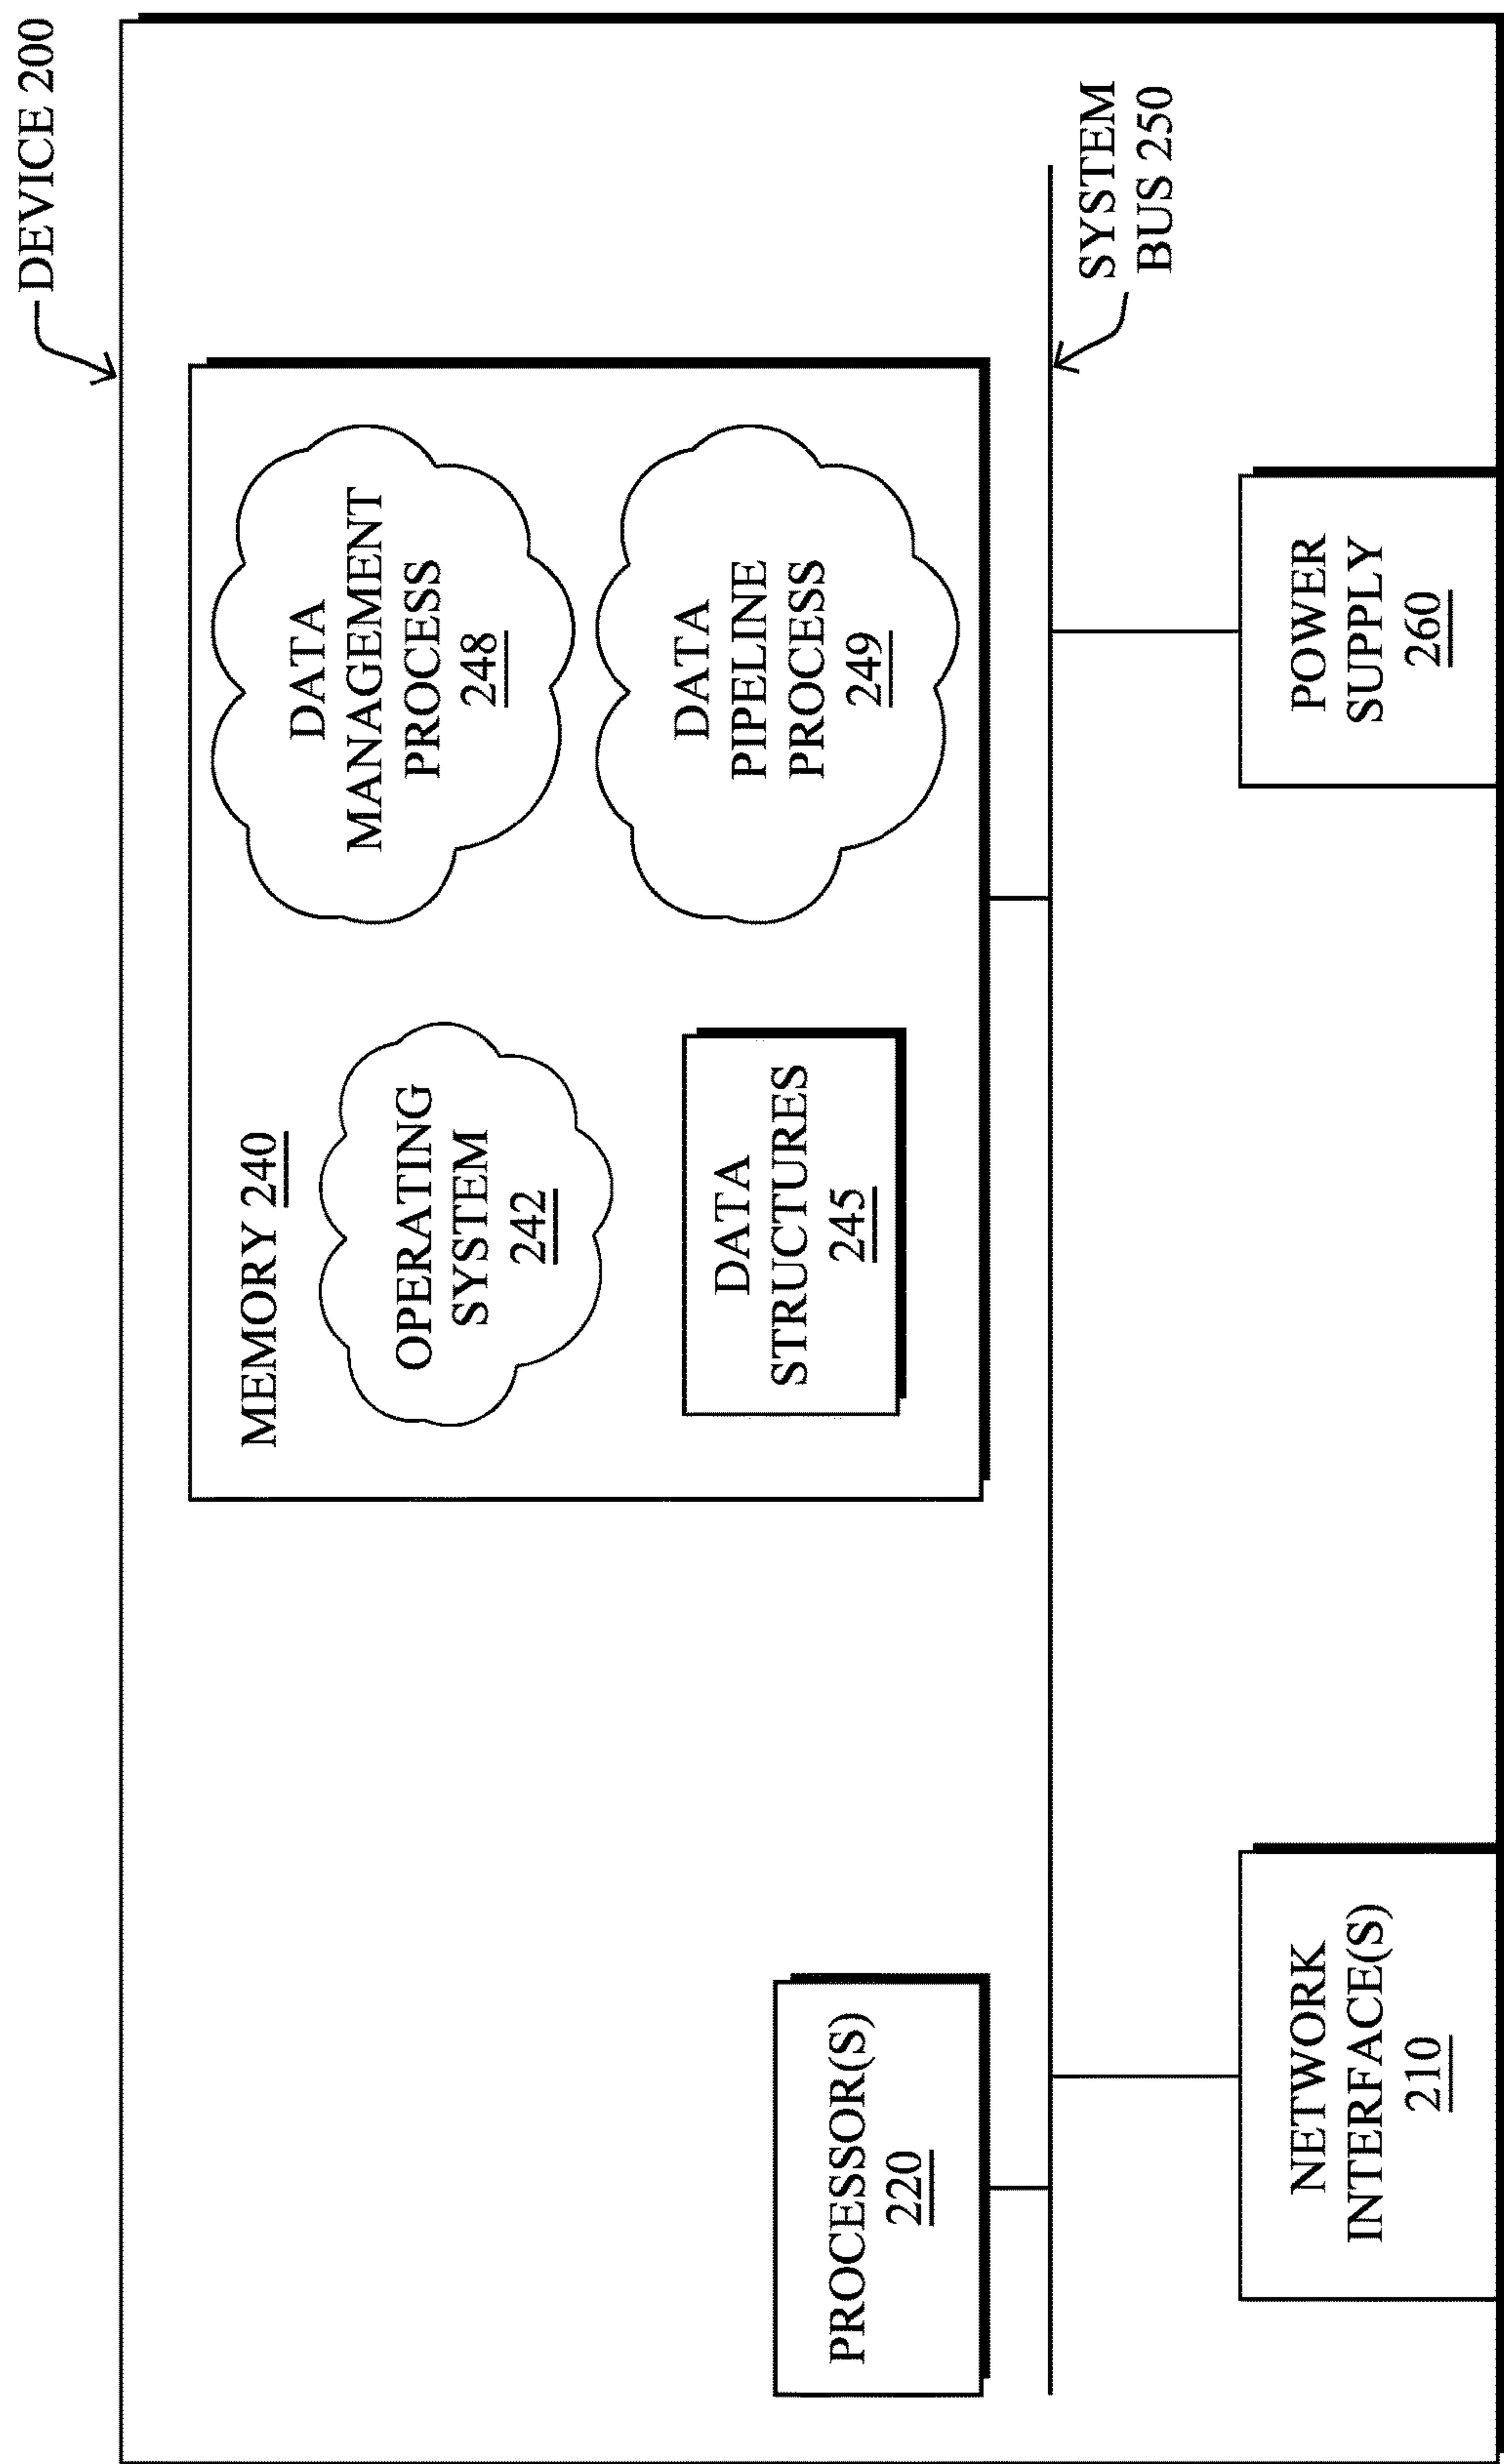 DEVICE 200
MEMORY 240
OPERATING
SYSTEM
242
DATA
STRUCTURES
245
DATA
MANAGEMENT
PROCESS
248
DATA
PIPELINE
PROCESS
249
PROCESSOR(S)
220
SYSTEM
BUS 250
NETWORK
INTERFACE(S)
210
POWER
SUPPLY
260